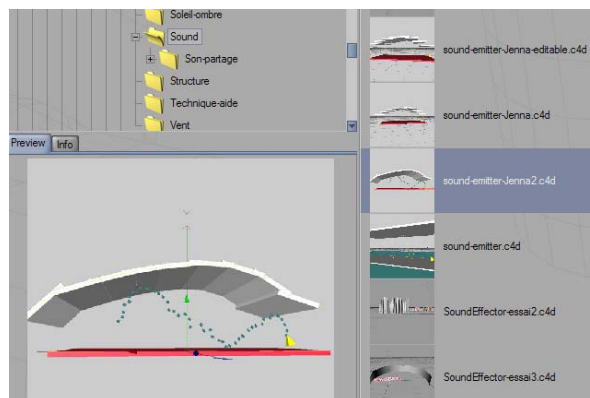 Soleil-ombre
Sound
Son-partage
Structure
Technique-aide
Vent
Preview
Info
sound-emitter-Jenna-editable.c4d
sound-emitter-Jenna.c4d
sound-emitter-Jenna2.c4d
sound-emitter.c4d
SoundEffector-essai2.c4d
SoundEffector-essai3.c4d